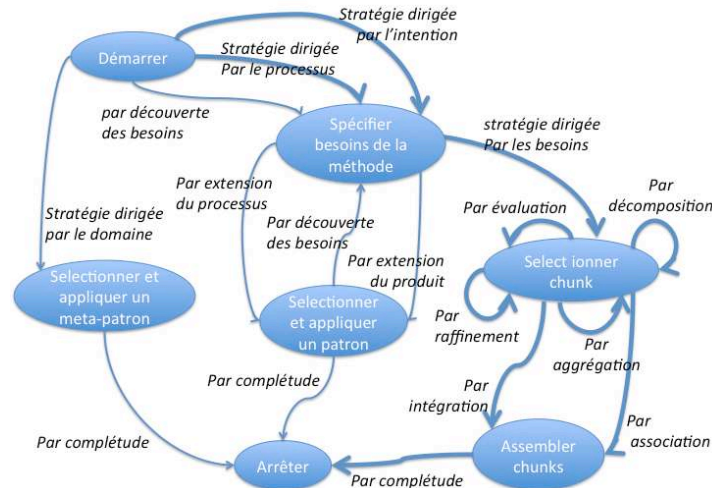 Stratégie dirigée
par l'intention
Démarrer
Stratégie dirigée
Par le processus
par découverte
des besoins
Spécifier
besoins de la
méthode
stratégie dirigée
Par les besoins
Par
décomposition
Par extension
du processus
Par évaluation
Par découverte
des besoins
Stratégie dirigée
par le domaine
Par extension
du produit
Select ionner
chunk
Selectionner et
appliquer un
meta-patron
Selectionner
et appliquer
un patron
Par
raffinement
Par
aggrégation
Par complétude
Par
intégration
Par
association
Par complétude
Arrêter
Par complétude
Assembler
chunks